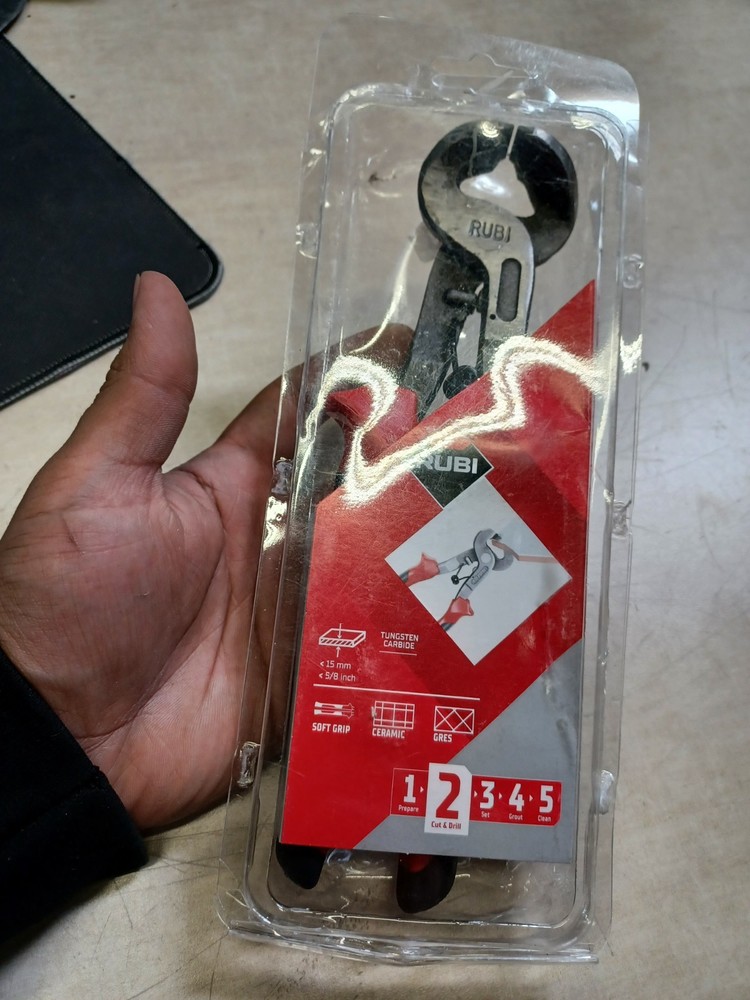 RUBI
RUBI
TUNGSTEN
CARBIDE
< 15 mm
< 5/8 inch
SOFT GRIP
CERAMIC
GRES
1 2 3 4 5
Prepare
Cut & Drill
Set
Grout
Clean